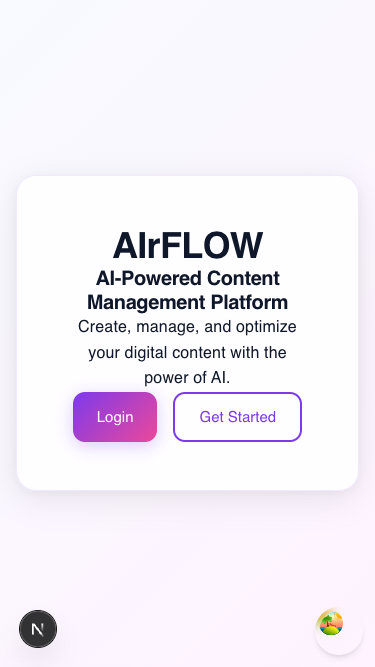 AIrFLOW
AI-Powered Content
Management Platform
Create, manage, and optimize
your digital content with the
power of AI.
Login
Get Started
N